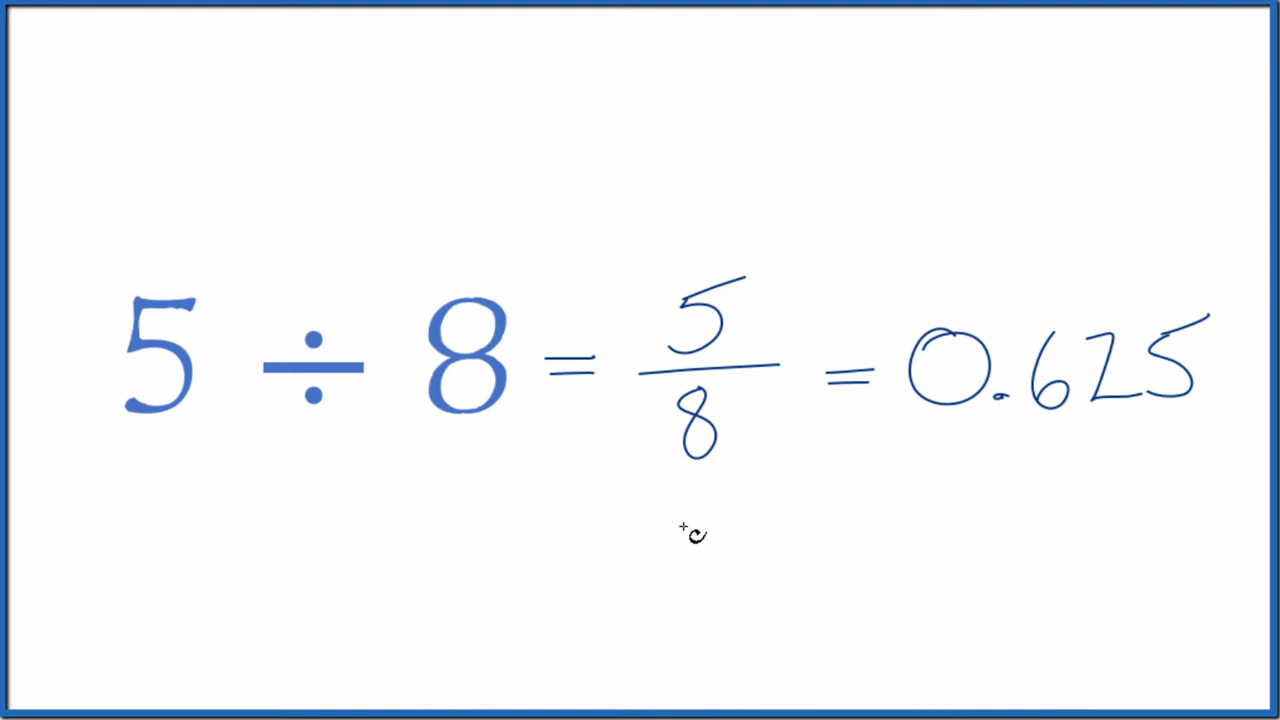 5 ÷ 8 = 5/8 = 0.625